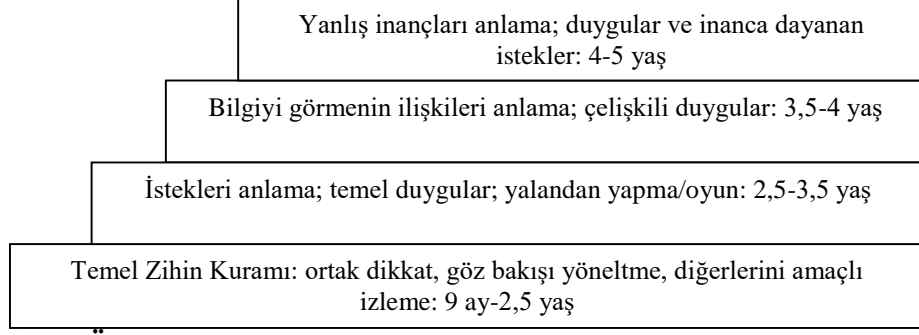 Yanlış inançları anlama; duygular ve inanca dayanan
istekler: 4-5 yaş
Bilgiyi görmenin ilişkileri anlama; çelişkili duygular: 3,5-4 yaş
İstekleri anlama; temel duygular; yalandan yapma/oyun: 2,5-3,5 yaş
Temel Zihin Kuramı: ortak dikkat, göz bakışı yöneltme, diğerlerini amaçlı
izleme: 9 ay-2,5 yaş